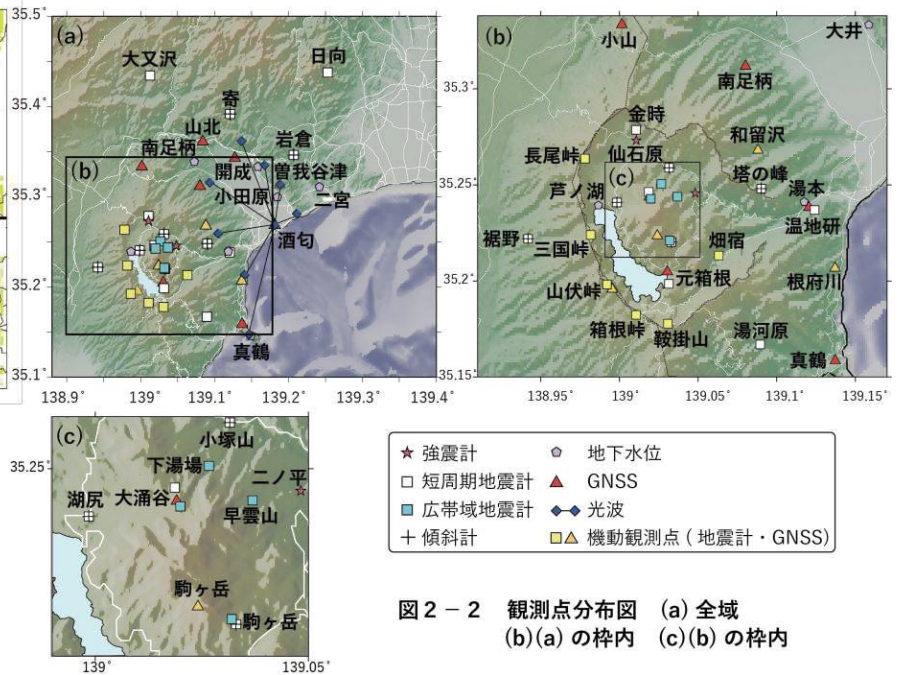 (a)
35.5°
35.4°
35.3°
35.2°
35.1°
138.9°
139°
139.1°
139.2°
139.3°
139.4°
大又沢
日向
寄
山北
岩倉
南足柄
開成
曽我谷津
小田原
二宮
酒匂
真鶴
(b)
(b)
35.3°
35.25°
35.2°
35.15°
138.95°
139°
139.05°
139.1°
139.15°
小山
大井
南足柄
金時
和留沢
長尾峠
仙石原
塔の峰
(c)
芦ノ湖
湯本
温地研
裾野
三国峠
畑宿
元箱根
根府川
山伏峠
箱根峠
鞍掛山
湯河原
真鶴
(c)
35.25°
139°
139.05°
小塚山
下湯場
二ノ平
湖尻
大涌谷
早雲山
駒ヶ岳
駒ヶ岳
強震計
地下水位
短周期地震計
GNSS
広帯域地震計
光波
傾斜計
機動観測点 ( 地震計・GNSS)
図2－2 観測点分布図 (a) 全域
(b)(a) の枠内 (c)(b) の枠内